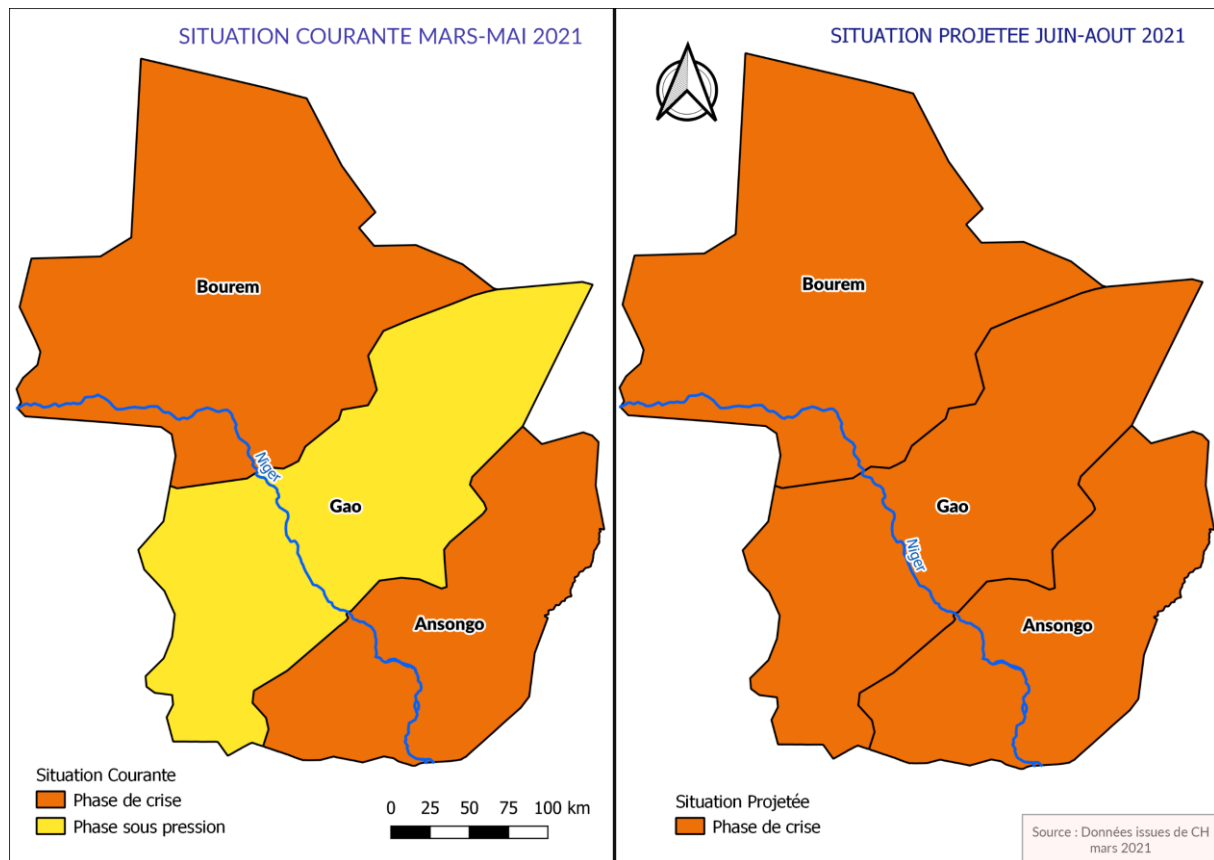 SITUATION COURANTE MARS-MAI 2021
Bourem
Niger
Gao
Ansongo
Situation Courante
Phase de crise
Phase sous pression
0 25 50 75 100 km
SITUATION PROJETEE JUIN-AOUT 2021
Bourem
Gao
Niger
Ansongo
Situation Projetée
Phase de crise
Source : Données issues de CH
mars 2021